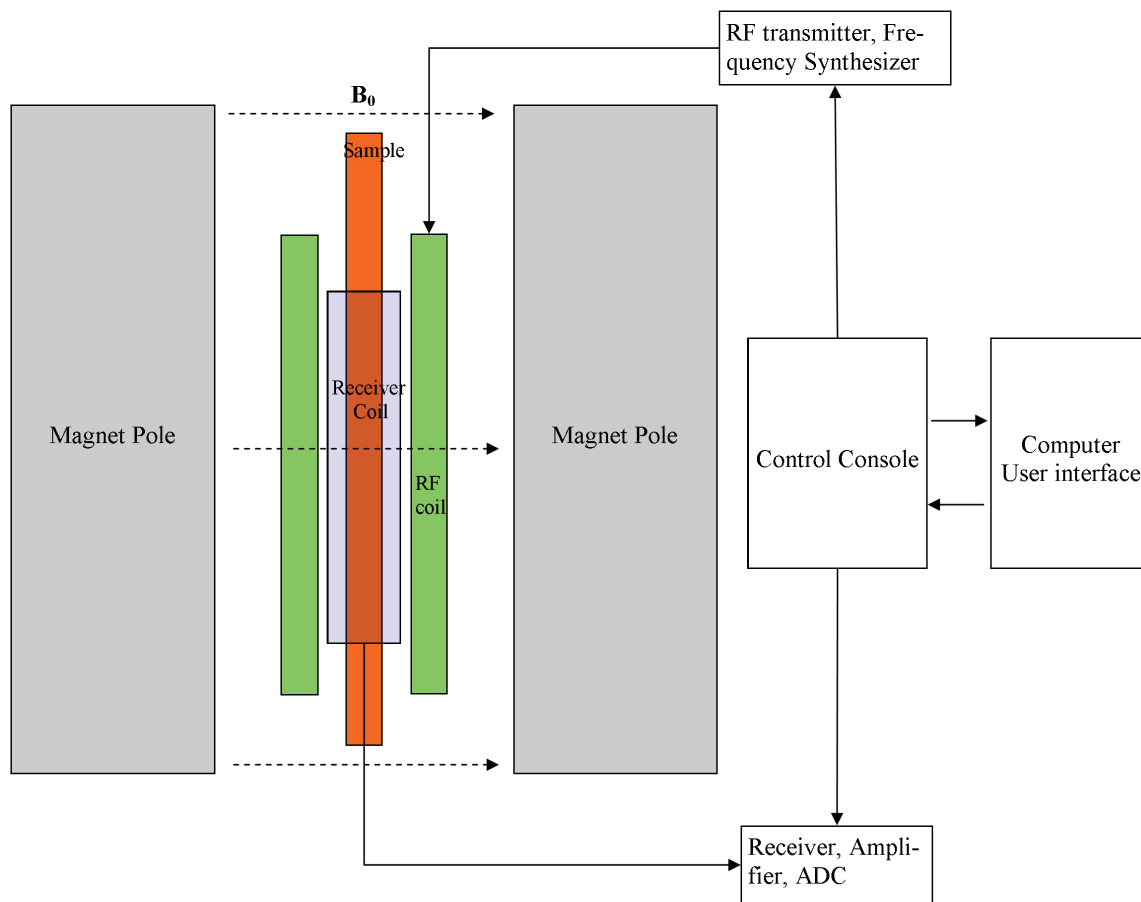 RF transmitter, Fre-
quency Synthesizer
B₀
Sample
Receiver
Coil
Magnet Pole
Magnet Pole
RF
coil
Control Console
Computer
User interface
Receiver, Ampli-
fier, ADC